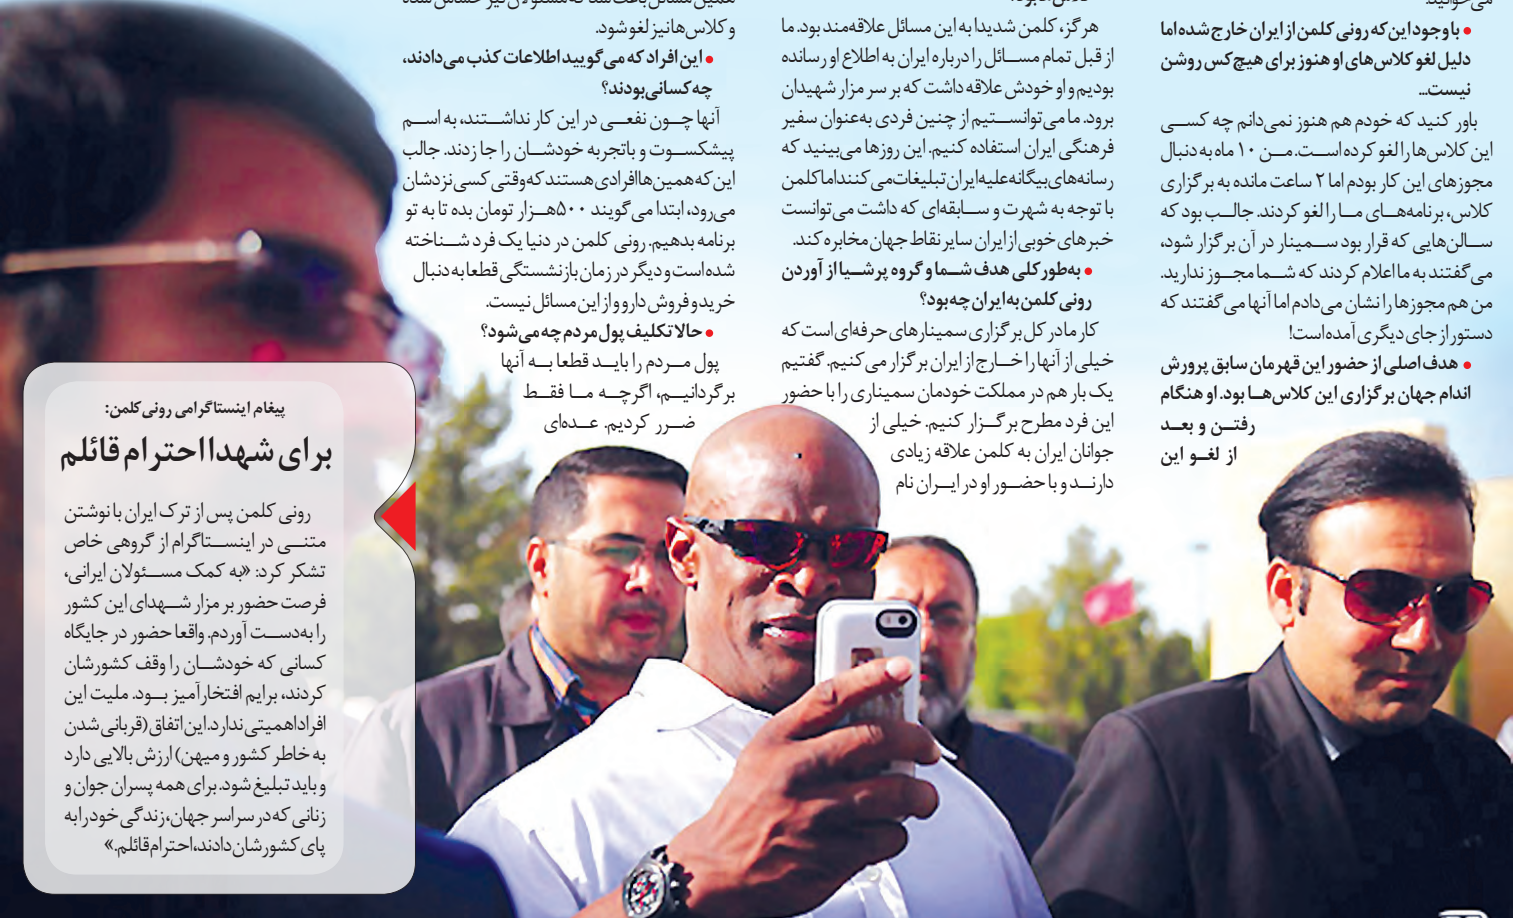 می‌خوانید.
● با وجود این که رونی کلمن از ایران خارج شده اما
دلیل لغو کلاس‌های او هنوز برای هیچ‌کس روشن
نیست...
باور کنید که خودم هم هنوز نمی‌دانم چه کسی
این کلاس‌ها را لغو کرده است. من ۱۰ ماه به دنبال
مجوزهای این کار بودم اما ۲ ساعت مانده به برگزاری
کلاس، برنامه‌های ما را لغو کردند. جالب بود که
سالن‌هایی که قرار بود سمینار در آن برگزار شود،
می‌گفتند به ما اعلام کردند که شما مجوز ندارید.
من هم مجوزها را نشان می‌دادم اما آنها می‌گفتند که
دستور از جای دیگری آمده است!
● هدف اصلی از حضور این قهرمان سابق پرورش
اندام جهان برگزاری این کلاس‌ها بود. او هنگام
رفتن و بعد
از لغو این
هرگز، کلمن شدیدا به این مسائل علاقه‌مند بود. ما
از قبل تمام مسائل را درباره ایران به اطلاع او رسانده
بودیم و او خودش علاقه داشت که بر سر مزار شهیدان
برود. ما می‌توانستیم از چنین فردی به‌عنوان سفیر
فرهنگی ایران استفاده کنیم. این روزها می‌بینید که
رسانه‌های بیگانه علیه ایران تبلیغات می‌کنند اما کلمن
با توجه به شهرت و سابقه‌ای که داشت می‌توانست
خبرهای خوبی از ایران سایر نقاط جهان مخابره کند.
● به‌طور کلی هدف شما و گروه پرشیا از آوردن
رونی کلمن به ایران چه بود؟
کار ما در کل برگزاری سمینارهای حرفه‌ای است که
خیلی از آنها را خارج از ایران برگزار می‌کنیم. گفتیم
یک بار هم در مملکت خودمان سمیناری را با حضور
این فرد مطرح برگزار کنیم. خیلی از
جوانان ایران به کلمن علاقه زیادی
دارند و با حضور او در ایران نام
همین مسائل باعث شد که مسئولان نیز حساس شده
و کلاس‌ها نیز لغو شود.
● این افراد که می‌گویید اطلاعات کذب می‌دادند،
چه کسانی بودند؟
آنها چون نفعی در این کار نداشتند، به اسم
پیشکسوت و باتجربه خودشان را جا زدند. جالب
این که همین‌ها افرادی هستند که وقتی کسی نزدشان
می‌رود، ابتدا می‌گویند ۵۰۰هزار تومان بده تا به تو
برنامه بدهیم. رونی کلمن در دنیا یک فرد شناخته
شده است و دیگر در زمان بازنشستگی قطعا به دنبال
خرید و فروش دارو و از این مسائل نیست.
● حالا تکلیف پول مردم چه می‌شود؟
پول مردم را باید قطعا به آنها
برگردانیم، اگرچه ما فقط
ضرر کردیم. عده‌ای
پیغام اینستاگرامی رونی کلمن:
برای شهدا احترام قائلم
رونی کلمن پس از ترک ایران با نوشتن
متنی در اینستاگرام از گروهی خاص
تشکر کرد: «به کمک مسئولان ایرانی،
فرصت حضور بر مزار شهدای این کشور
را به‌دست آوردم. واقعا حضور در جایگاه
کسانی که خودشان را وقف کشورشان
کردند، برایم افتخارآمیز بود. ملیت این
افراد اهمیتی ندارد. این اتفاق (قربانی شدن
به خاطر کشور و میهن) ارزش بالایی دارد
و باید تبلیغ شود. برای همه پسران جوان و
زنانی که در سراسر جهان، زندگی خود را به
پای کشورشان دادند، احترام قائلم.»